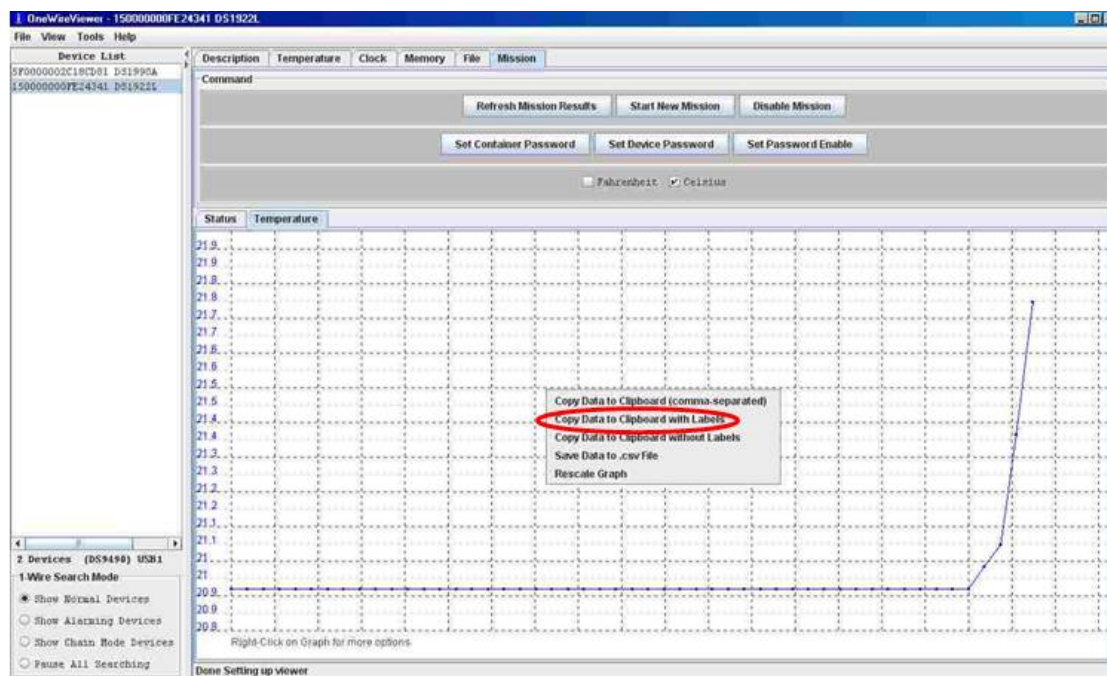 OneWireViewer - 150000000FE24341 DS1922L
File View Tools Help
Device List
5F0000002C18CD81 DS1990A
150000000FE24341 DS1922L
Description Temperature Clock Memory File Mission
Command
Refresh Mission Results Start New Mission Disable Mission
Set Container Password Set Device Password Set Password Enable
Fahrenheit Celsius
Status Temperature
21.9
21.9
21.8
21.8
21.7
21.7
21.6
21.6
21.5
21.5
21.4
21.4
21.3
21.3
21.2
21.2
21.1
21.1
21
21
20.9
20.9
20.8
Copy Data to Clipboard (comma-separated)
Copy Data to Clipboard with Labels
Copy Data to Clipboard without Labels
Save Data to .csv File
Rescale Graph
Right-Click on Graph for more options
2 Devices (DS9490) USB1
1-Wire Search Mode
Show Normal Devices
Show Alarming Devices
Show Chain Mode Devices
Pause All Searching
Done Setting up viewer